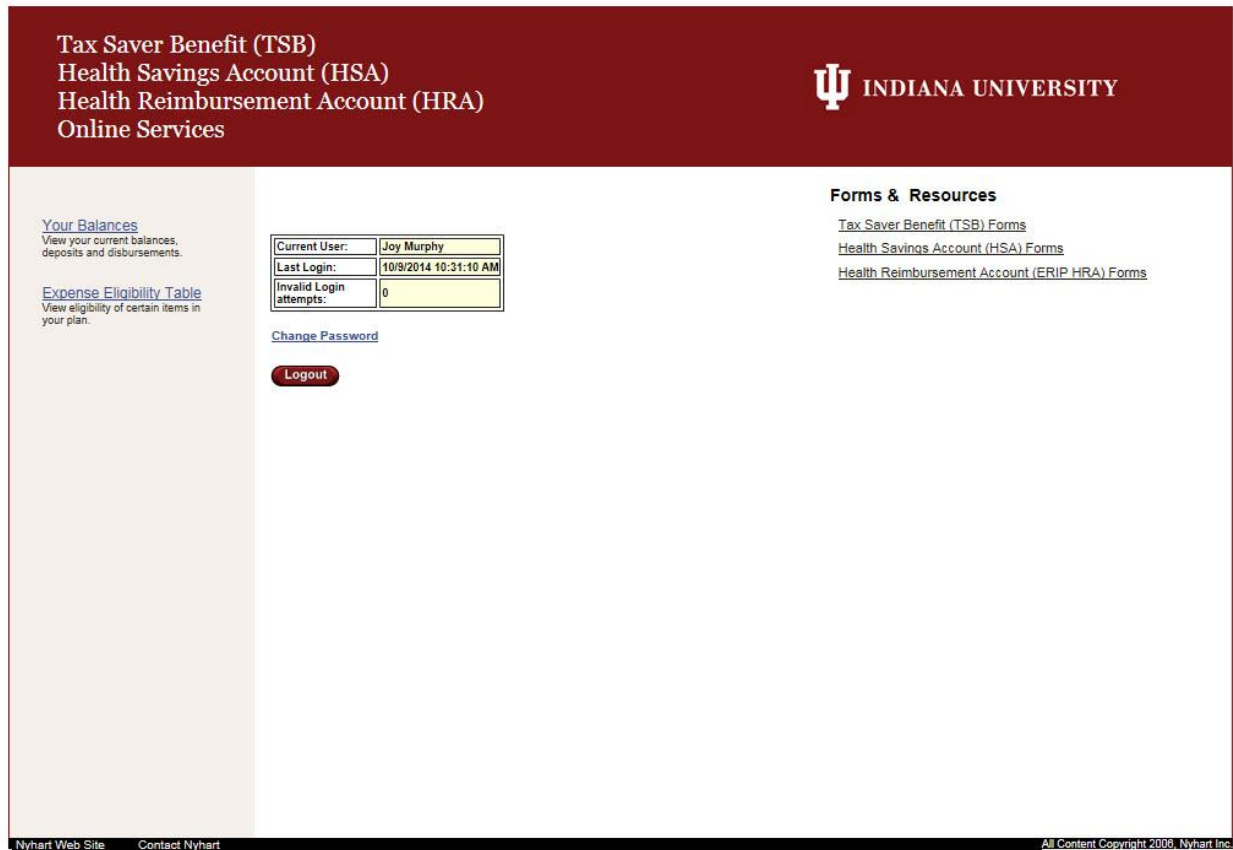 Tax Saver Benefit (TSB)
Health Savings Account (HSA)
Health Reimbursement Account (HRA)
Online Services
INDIANA UNIVERSITY
Your Balances
View your current balances,
deposits and disbursements.
Expense Eligibility Table
View eligibility of certain items in
your plan.
Current User: Joy Murphy
Last Login: 10/9/2014 10:31:10 AM
Invalid Login
attempts: 0
Change Password
Logout
Forms & Resources
Tax Saver Benefit (TSB) Forms
Health Savings Account (HSA) Forms
Health Reimbursement Account (ERIP HRA) Forms
Nyhart Web Site Contact Nyhart All Content Copyright 2006, Nyhart Inc.